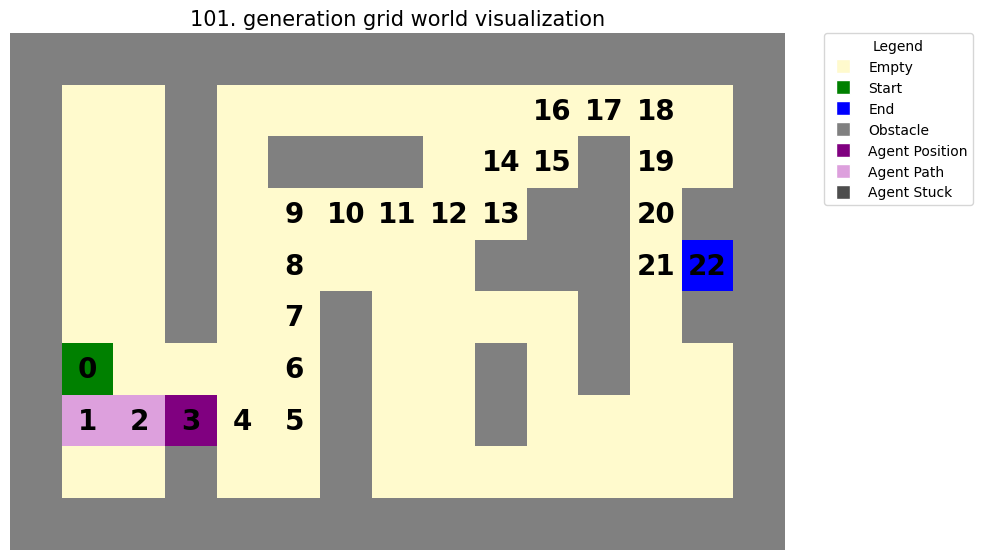 101. generation grid world visualization
Legend
Empty
Start
End
Obstacle
Agent Position
Agent Path
Agent Stuck
16 17 18
14 15 19
9 10 11 12 13 20
8 21 22
7
0 6
1 2 3 4 5